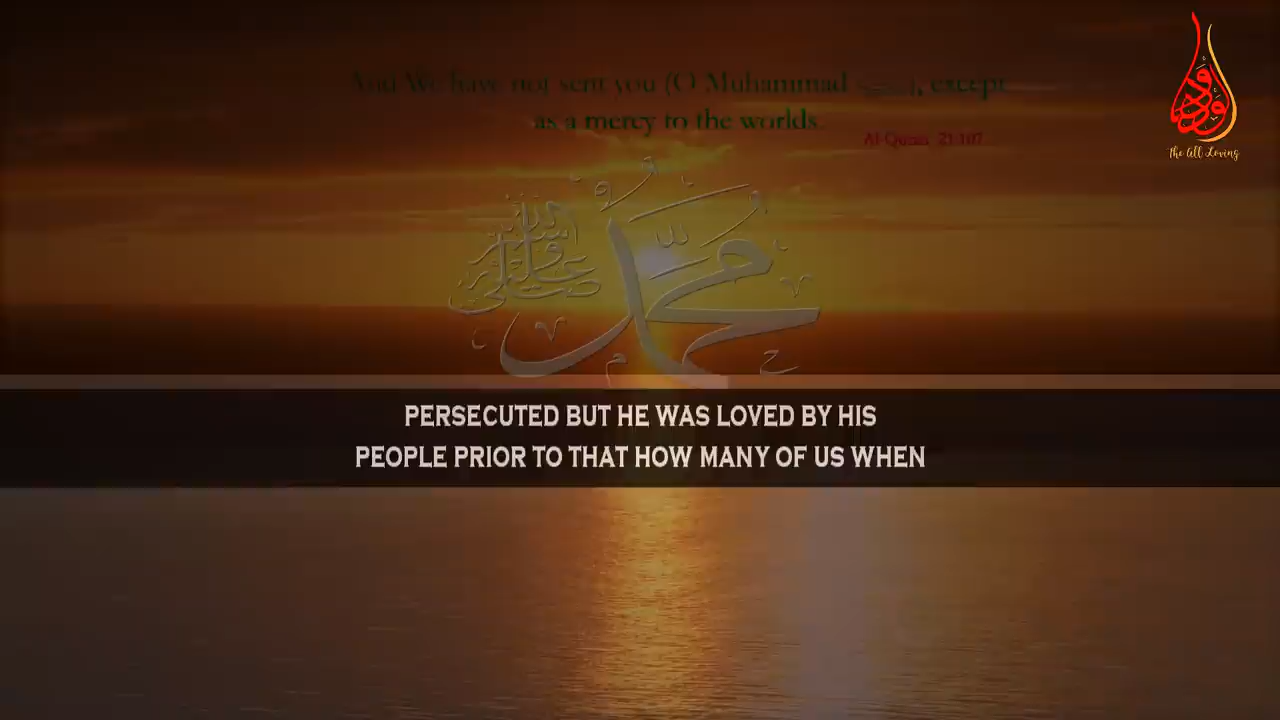 And We have not sent you (O Muhammad ), except
as a mercy to the worlds
Al-Quran 21:107
محمد
صلى الله عليه وسلم
ودود
The All Loving
PERSECUTED BUT HE WAS LOVED BY HIS
PEOPLE PRIOR TO THAT HOW MANY OF US WHEN